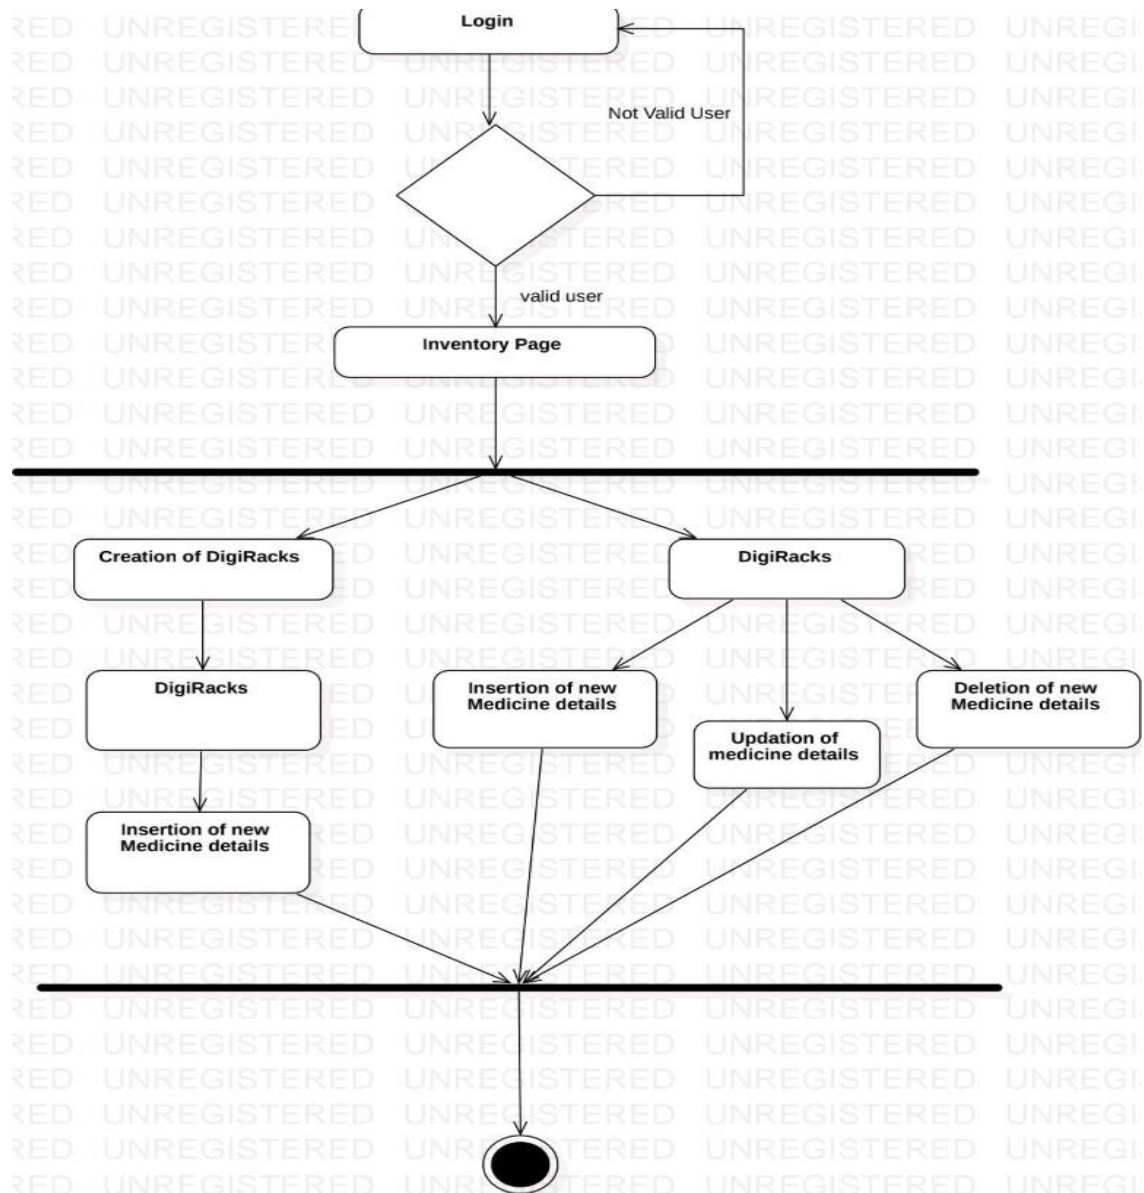 Login
Not Valid User
valid user
Inventory Page
Creation of DigiRacks
DigiRacks
DigiRacks
Insertion of new
Medicine details
Updation of
medicine details
Deletion of new
Medicine details
Insertion of new
Medicine details
UNREGISTERED